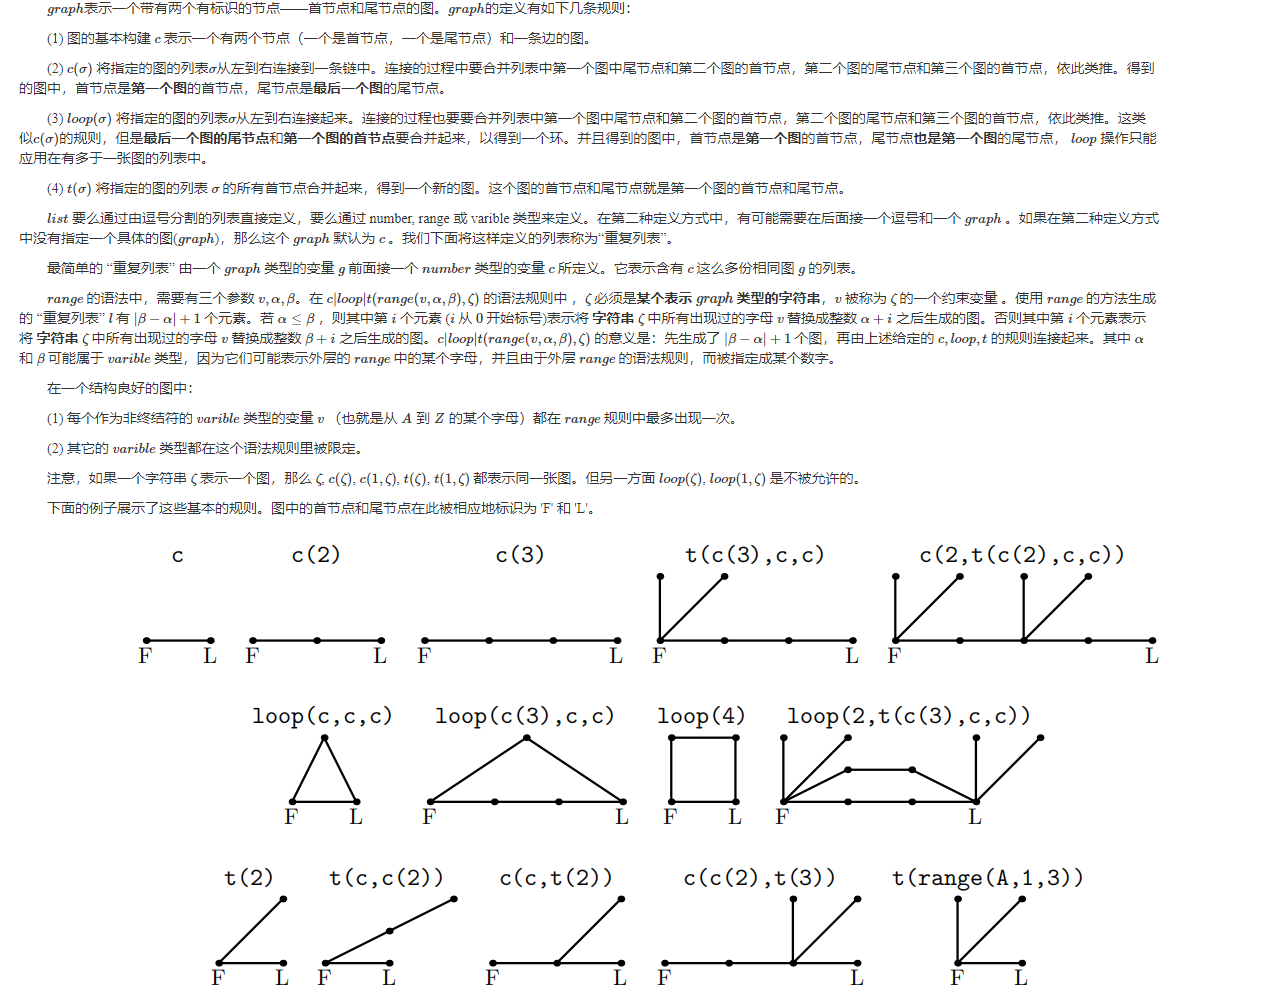 graph表示一个带有两个有标识的节点——首节点和尾节点的图。graph的定义有如下几条规则：
(1) 图的基本构建 c 表示一个有两个节点（一个是首节点，一个是尾节点）和一条边的图。
(2) c(σ) 将指定的图的列表σ从左到右连接到一条链中。连接的过程中要合并列表中第一个图中尾节点和第二个图的首节点，第二个图的尾节点和第三个图的首节点，依此类推。得到
的图中，首节点是第一个图的首节点，尾节点是最后一个图的尾节点。
(3) loop(σ) 将指定的图的列表σ从左到右连接起来。连接的过程也要要合并列表中第一个图中尾节点和第二个图的首节点，第二个图的尾节点和第三个图的首节点，依此类推。这类
似c(σ)的规则，但是最后一个图的尾节点和第一个图的首节点要合并起来，以得到一个环。并且得到的图中，首节点是第一个图的首节点，尾节点也是第一个图的尾节点， loop 操作只能
应用在有多于一张图的列表中。
(4) t(σ) 将指定的图的列表 σ 的所有首节点合并起来，得到一个新的图。这个图的首节点和尾节点就是第一个图的首节点和尾节点。
list 要么通过由逗号分割的列表直接定义，要么通过 number, range 或 varible 类型来定义。在第二种定义方式中，有可能需要在后面接一个逗号和一个 graph 。如果在第二种定义方式
中没有指定一个具体的图(graph)，那么这个 graph 默认为 c 。我们下面将这样定义的列表称为“重复列表”。
最简单的 “重复列表” 由一个 graph 类型的变量 g 前面接一个 number 类型的变量 c 所定义。它表示含有 c 这么多份相同图 g 的列表。
range 的语法中，需要有三个参数 v, α, β。在 c|loop|t(range(v, α, β), ζ) 的语法规则中 ，ζ 必须是某个表示 graph 类型的字符串，v 被称为 ζ 的一个约束变量 。使用 range 的方法生成
的 “重复列表” l 有 |β − α| + 1 个元素。若 α ≤ β ，则其中第 i 个元素 (i 从 0 开始标号)表示将 字符串 ζ 中所有出现过的字母 v 替换成整数 α + i 之后生成的图。否则其中第 i 个元素表示
将 字符串 ζ 中所有出现过的字母 v 替换成整数 β + i 之后生成的图。c|loop|t(range(v, α, β), ζ) 的意义是：先生成了 |β − α| + 1 个图，再由上述给定的 c, loop, t 的规则连接起来。其中 α
和 β 可能属于 varible 类型，因为它们可能表示外层的 range 中的某个字母，并且由于外层 range 的语法规则，而被指定成某个数字。
在一个结构良好的图中：
(1) 每个作为非终结符的 varible 类型的变量 v （也就是从 A 到 Z 的某个字母）都在 range 规则中最多出现一次。
(2) 其它的 varible 类型都在这个语法规则里被限定。
注意，如果一个字符串 ζ 表示一个图，那么 ζ, c(ζ), c(1, ζ), t(ζ), t(1, ζ) 都表示同一张图。但另一方面 loop(ζ), loop(1, ζ) 是不被允许的。
下面的例子展示了这些基本的规则。图中的首节点和尾节点在此被相应地标识为 'F' 和 'L'。
c c(2) c(3) t(c(3),c,c) c(2,t(c(2),c,c))
F L F L F L F L F L
loop(c,c,c) loop(c(3),c,c) loop(4) loop(2,t(c(3),c,c))
F L F L F L F L
t(2) t(c,c(2)) c(c,t(2)) c(c(2),t(3)) t(range(A,1,3))
F L F L F L F L F L